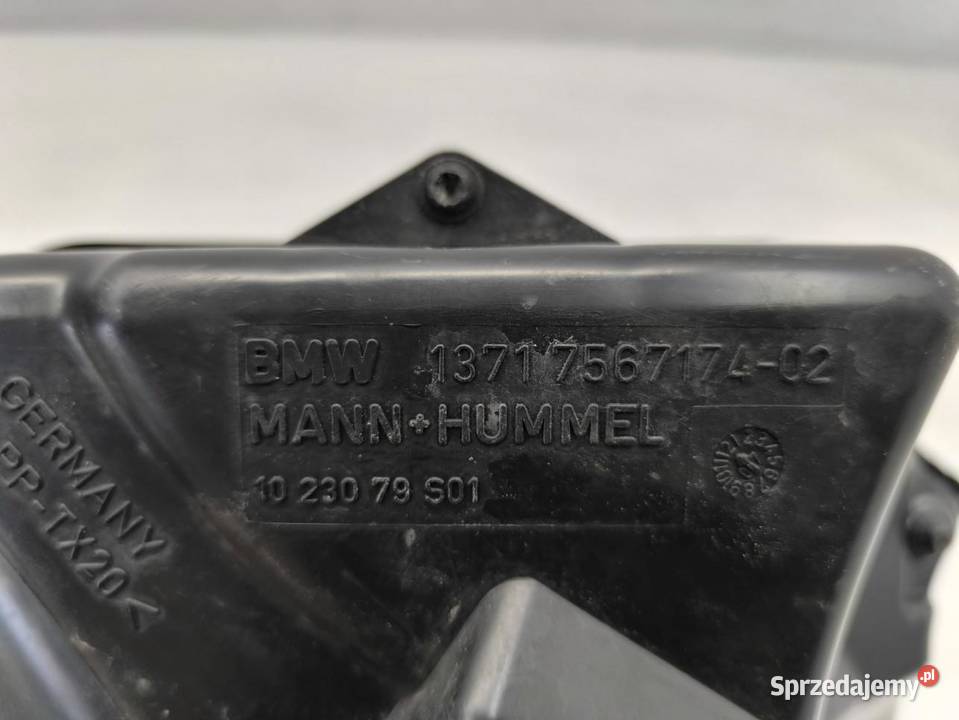 BMW 1371 7567174-02
MANN+HUMMEL
10 230 79 S01
GERMANY
PP-TX20<
Sprzedajemy.pl